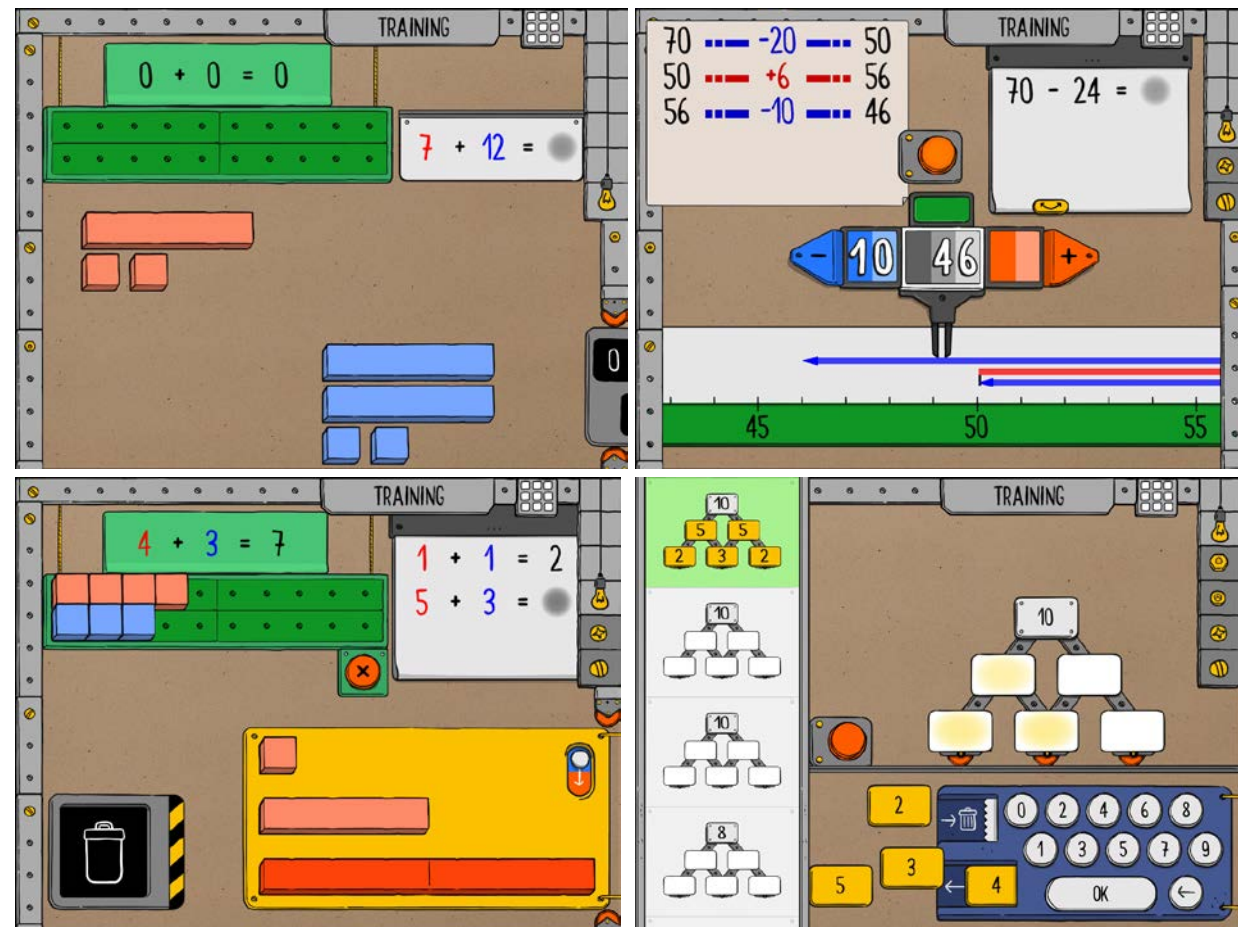 TRAINING
0 + 0 = 0
7 + 12 =
0
TRAINING
70 -20 50
50 +6 56
56 -10 46
70 - 24 =
- 10 46 +
45 50 55
TRAINING
4 + 3 = 7
1 + 1 = 2
5 + 3 =
TRAINING
10
5 5
2 3 2
10
10
8
10
2
3
5
4
0 2 4 6 8
1 3 5 7 9
OK